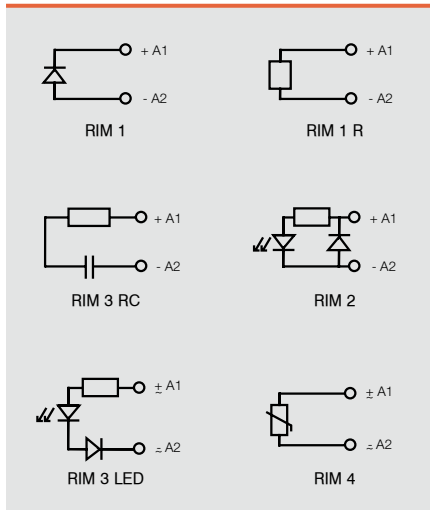 + A1
- A2
RIM 1
+ A1
- A2
RIM 1 R
+ A1
- A2
RIM 3 RC
+ A1
- A2
RIM 2
± A1
≃ A2
RIM 3 LED
± A1
≃ A2
RIM 4